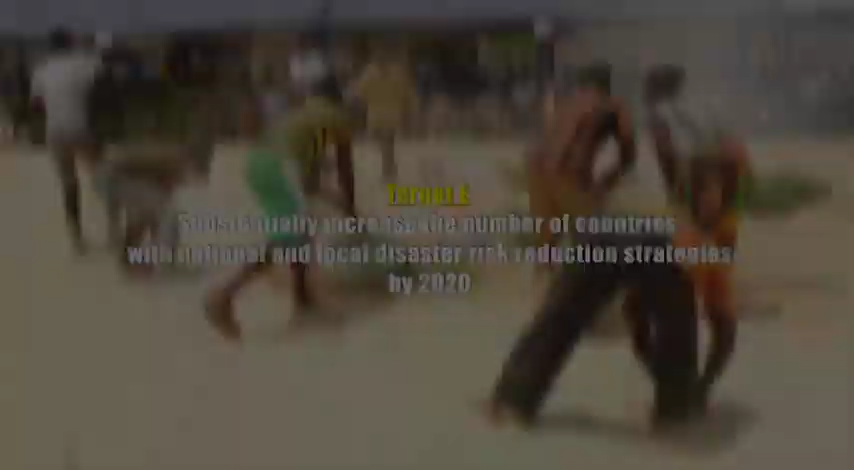 Target E
Substantially increase the number of countries
with national and local disaster risk reduction strategies
by 2020